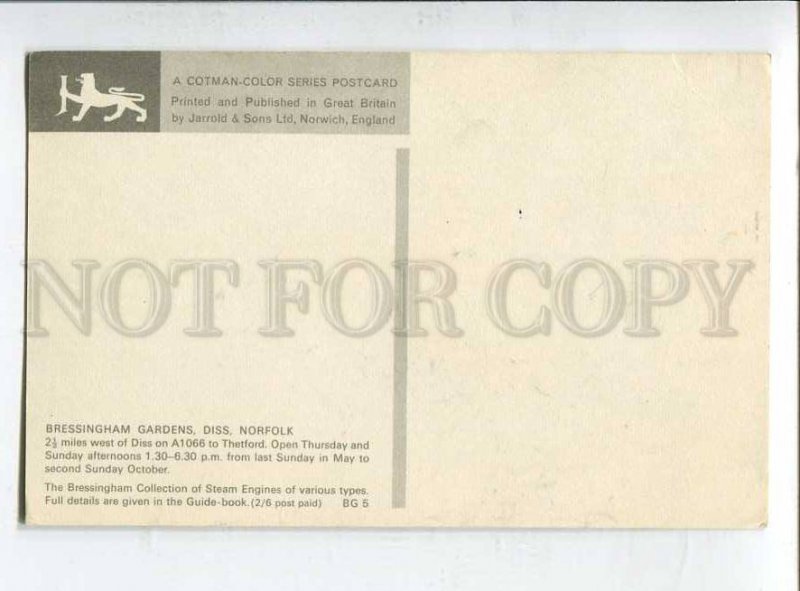 A COTMAN-COLOR SERIES POSTCARD
Printed and Published in Great Britain
by Jarrold & Sons Ltd, Norwich, England
NOT FOR COPY
BRESSINGHAM GARDENS, DISS, NORFOLK
2½ miles west of Diss on A1066 to Thetford. Open Thursday and
Sunday afternoons 1.30–6.30 p.m. from last Sunday in May to
second Sunday October.
The Bressingham Collection of Steam Engines of various types.
Full details are given in the Guide-book. (2/6 post paid) BG 5